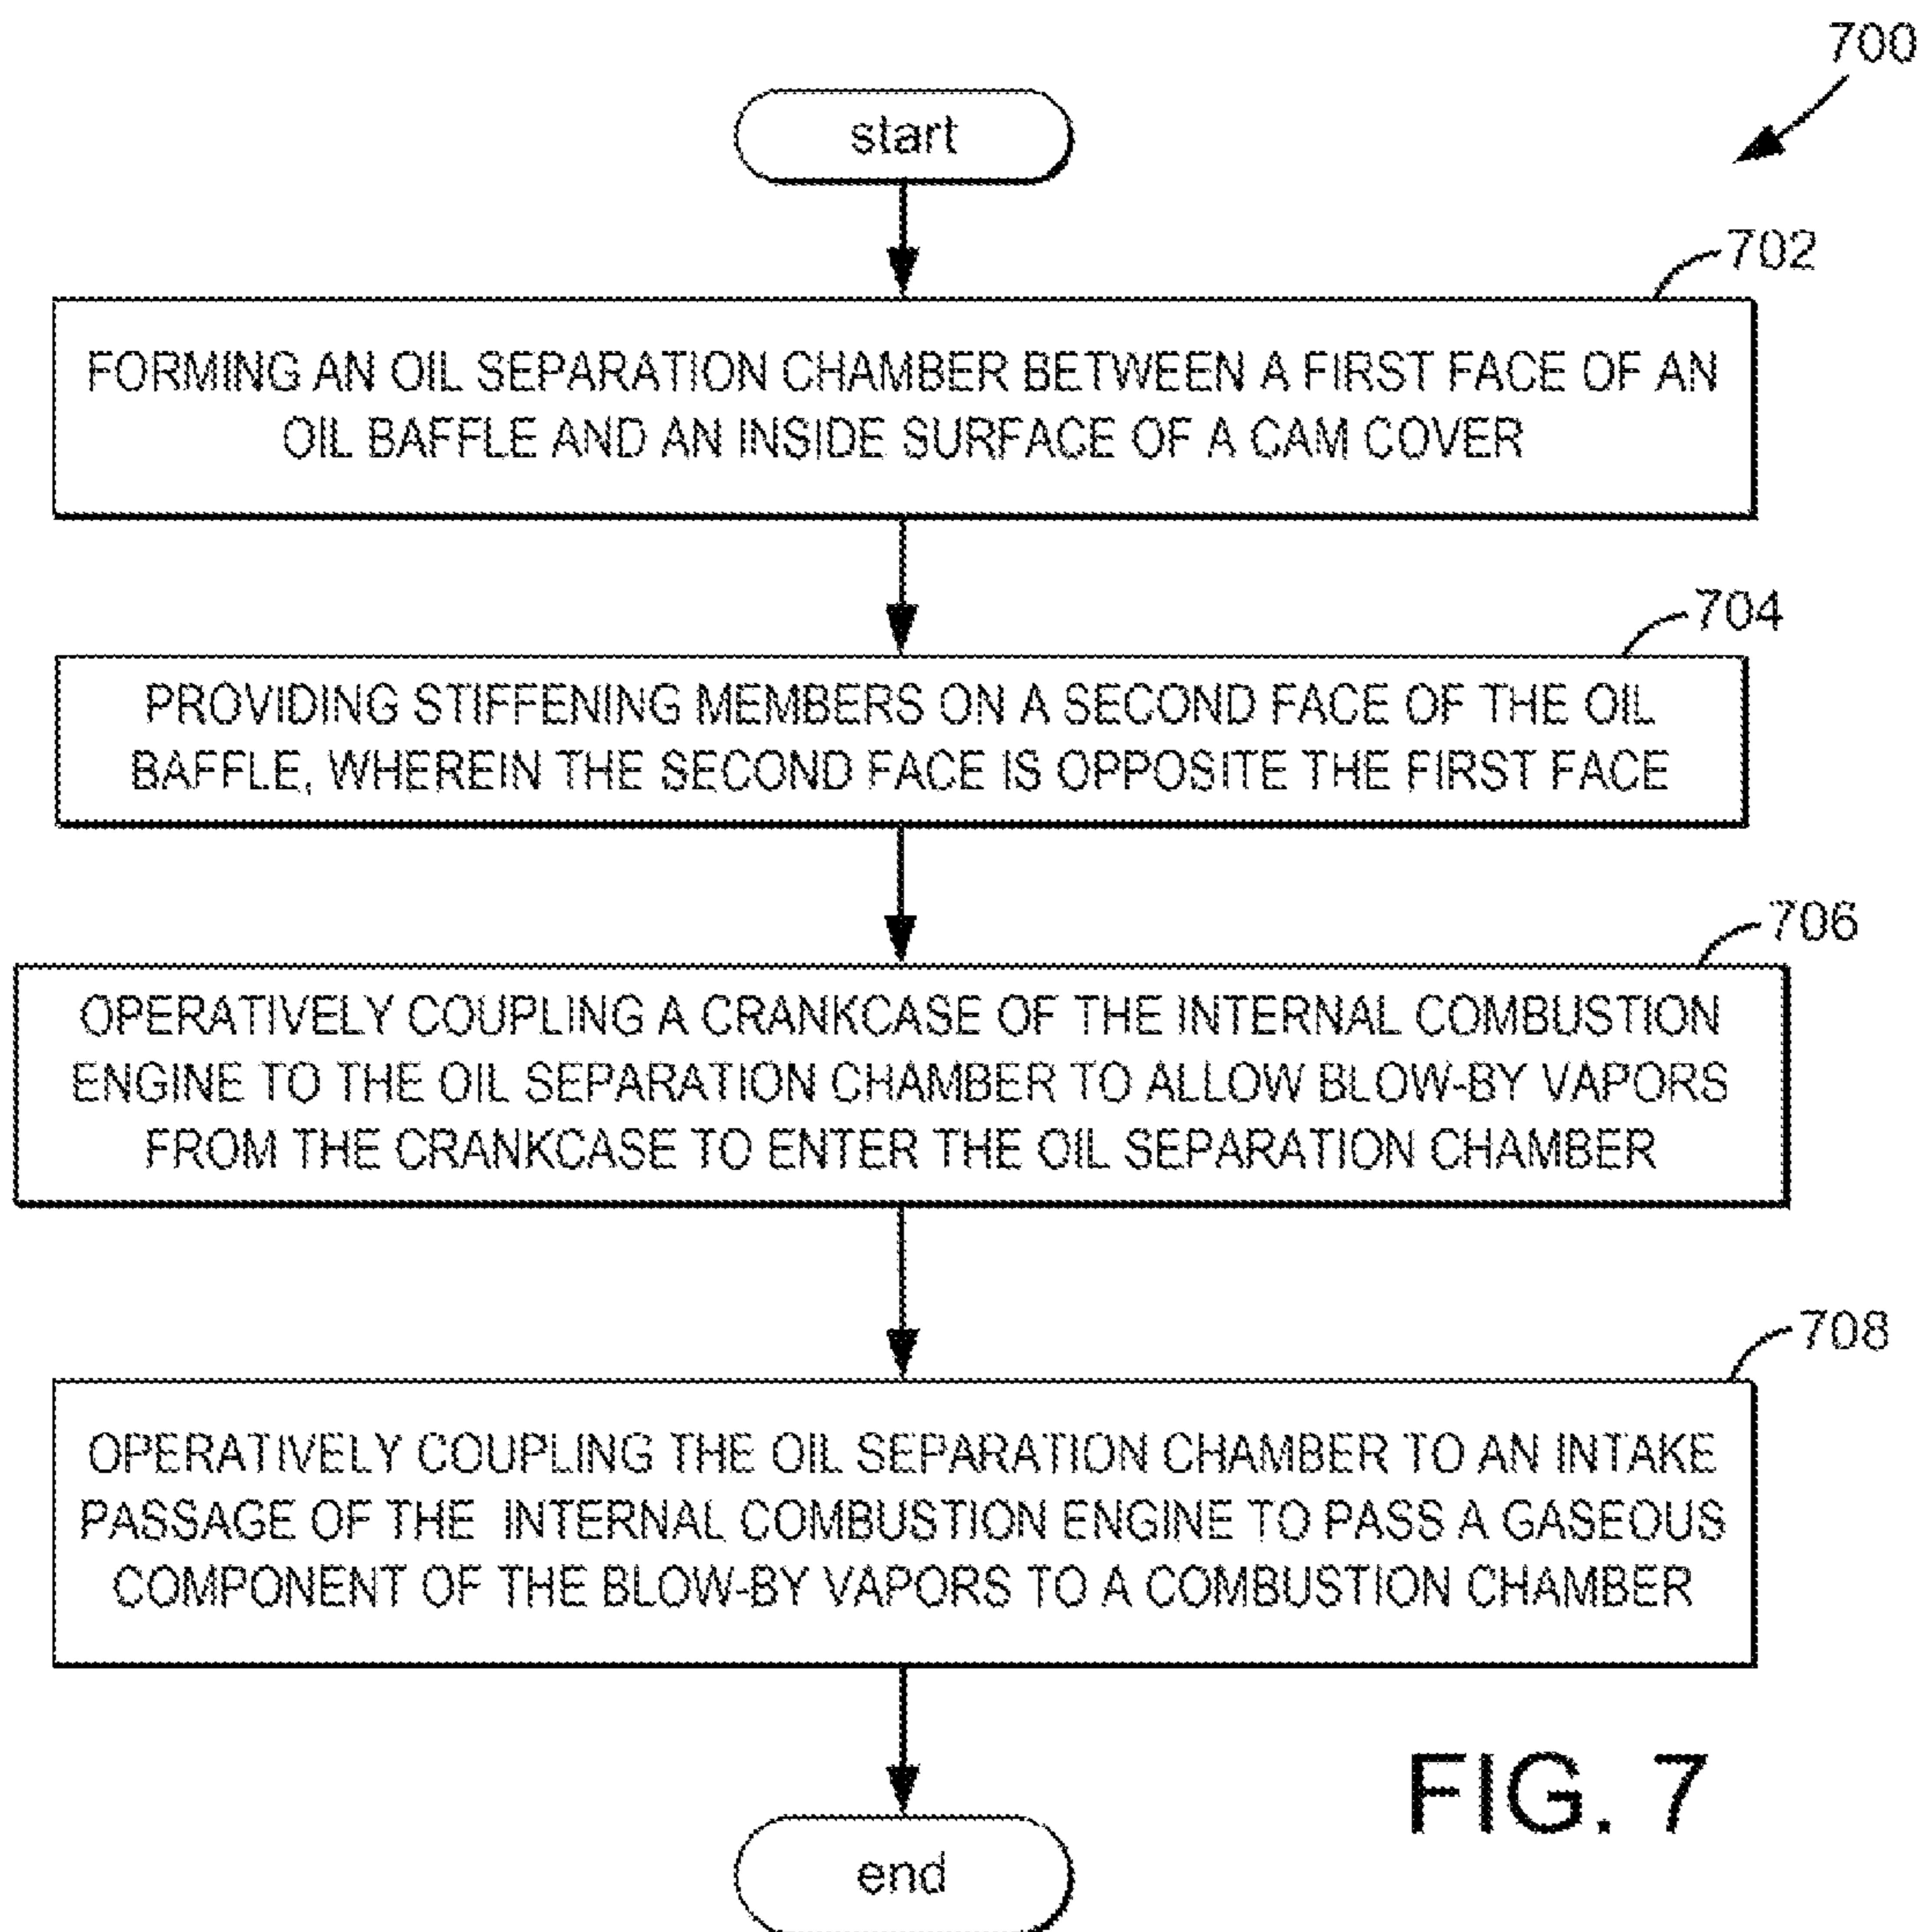 700
start
702
FORMING AN OIL SEPARATION CHAMBER BETWEEN A FIRST FACE OF AN
OIL BAFFLE AND AN INSIDE SURFACE OF A CAM COVER
704
PROVIDING STIFFENING MEMBERS ON A SECOND FACE OF THE OIL
BAFFLE, WHEREIN THE SECOND FACE IS OPPOSITE THE FIRST FACE
706
OPERATIVELY COUPLING A CRANKCASE OF THE INTERNAL COMBUSTION
ENGINE TO THE OIL SEPARATION CHAMBER TO ALLOW BLOW-BY VAPORS
FROM THE CRANKCASE TO ENTER THE OIL SEPARATION CHAMBER
708
OPERATIVELY COUPLING THE OIL SEPARATION CHAMBER TO AN INTAKE
PASSAGE OF THE INTERNAL COMBUSTION ENGINE TO PASS A GASEOUS
COMPONENT OF THE BLOW-BY VAPORS TO A COMBUSTION CHAMBER
end
FIG. 7